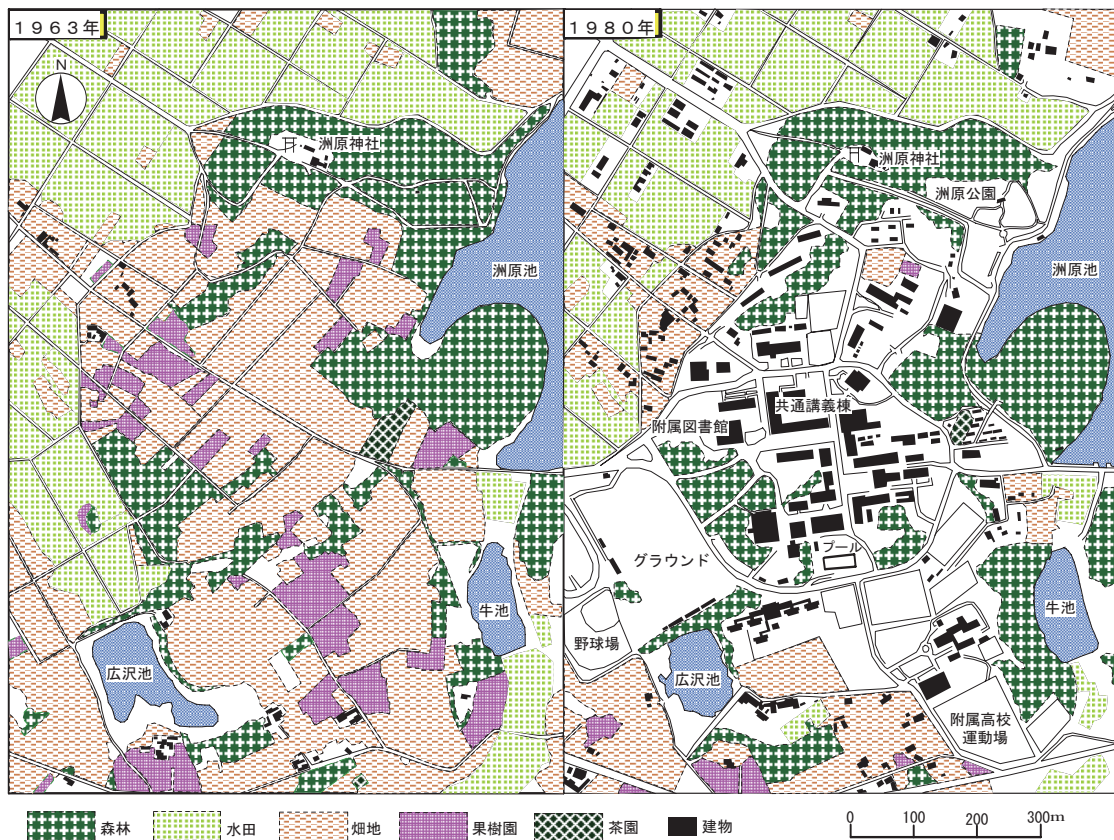 1963年
N
洲原神社
洲原池
牛池
広沢池
1980年
洲原神社
洲原公園
洲原池
共通講義棟
附属図書館
グラウンド
プール
野球場
牛池
広沢池
附属高校
運動場
森林 水田 畑地 果樹園 茶園 建物
0 100 200 300m